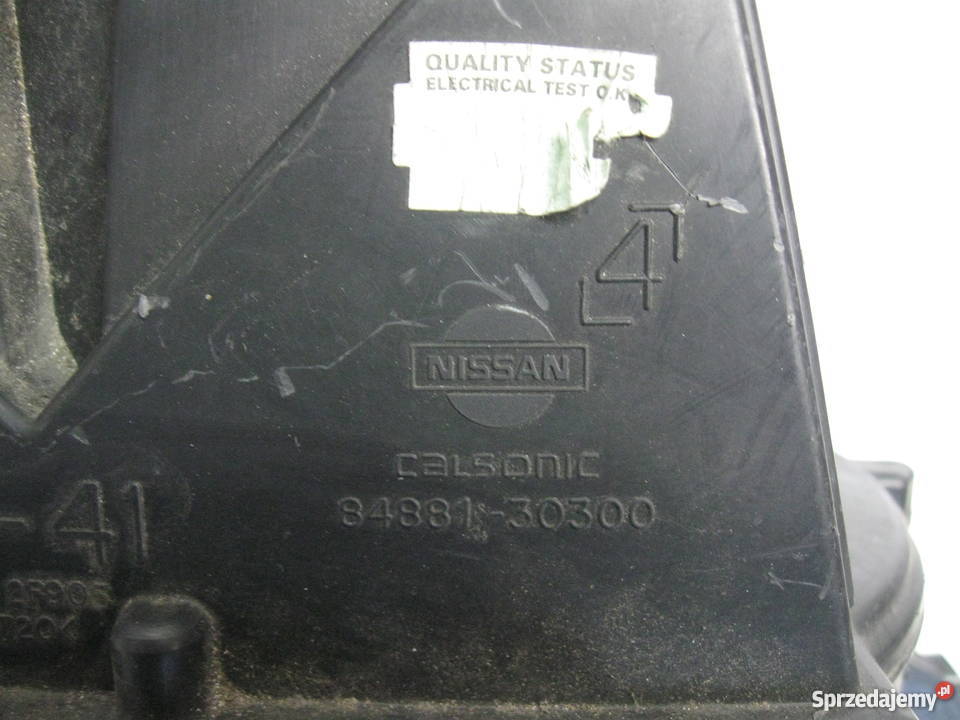 QUALITY STATUS
ELECTRICAL TEST O.K
4
NISSAN
CALSONIC
84881-30300
-41
Sprzedajemy.pl